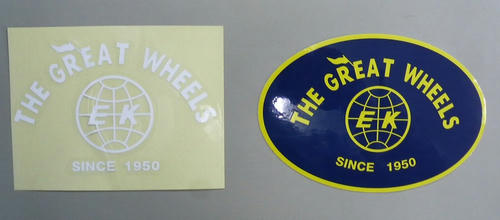 THE GREAT WHEELS
EK
SINCE 1950
THE GREAT WHEELS
EK
SINCE 1950